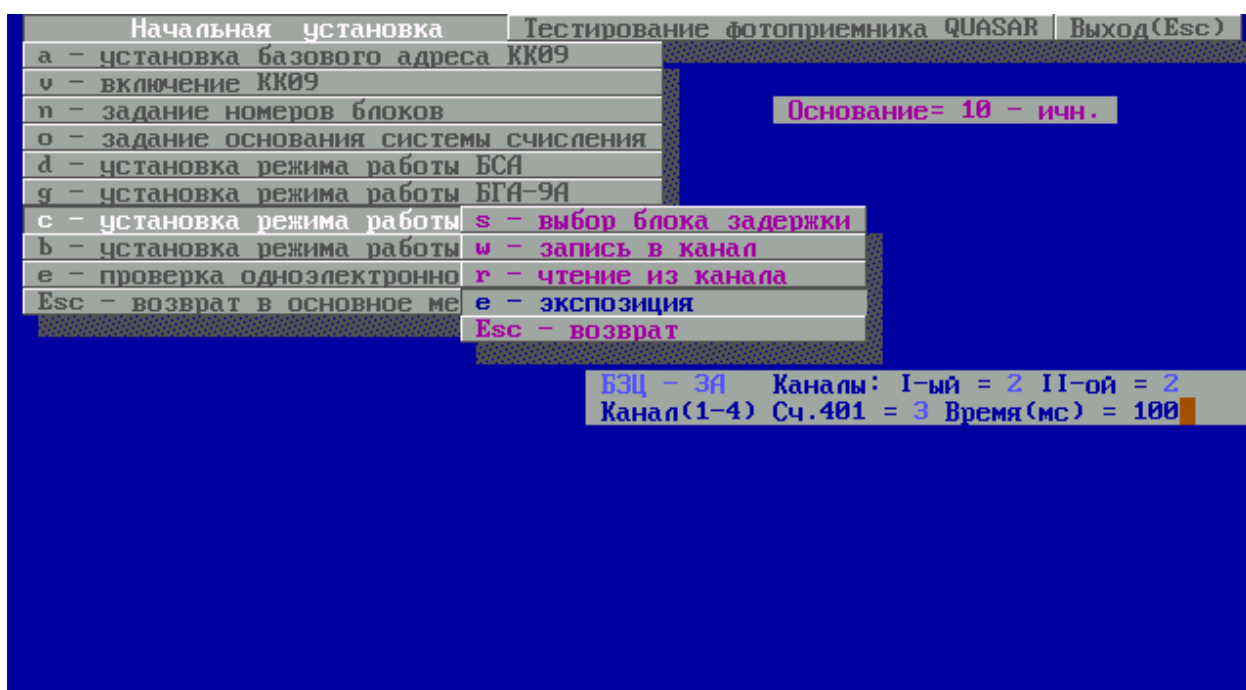 Начальная установка Тестирование фотоприемника QUASAR Выход(Esc)
a - установка базового адреса КК09
v - включение КК09
n - задание номеров блоков
Основание= 10 - ичн.
o - задание основания системы счисления
d - установка режима работы БСА
g - установка режима работы БГА-9А
c - установка режима работы
s - выбор блока задержки
b - установка режима работы
w - запись в канал
e - проверка одноэлектронно
r - чтение из канала
Esc - возврат в основное ме
e - экспозиция
Esc - возврат
БЗЦ - 3А Каналы: I-ый = 2 II-ой = 2
Канал(1-4) Сч.401 = 3 Время(мс) = 100